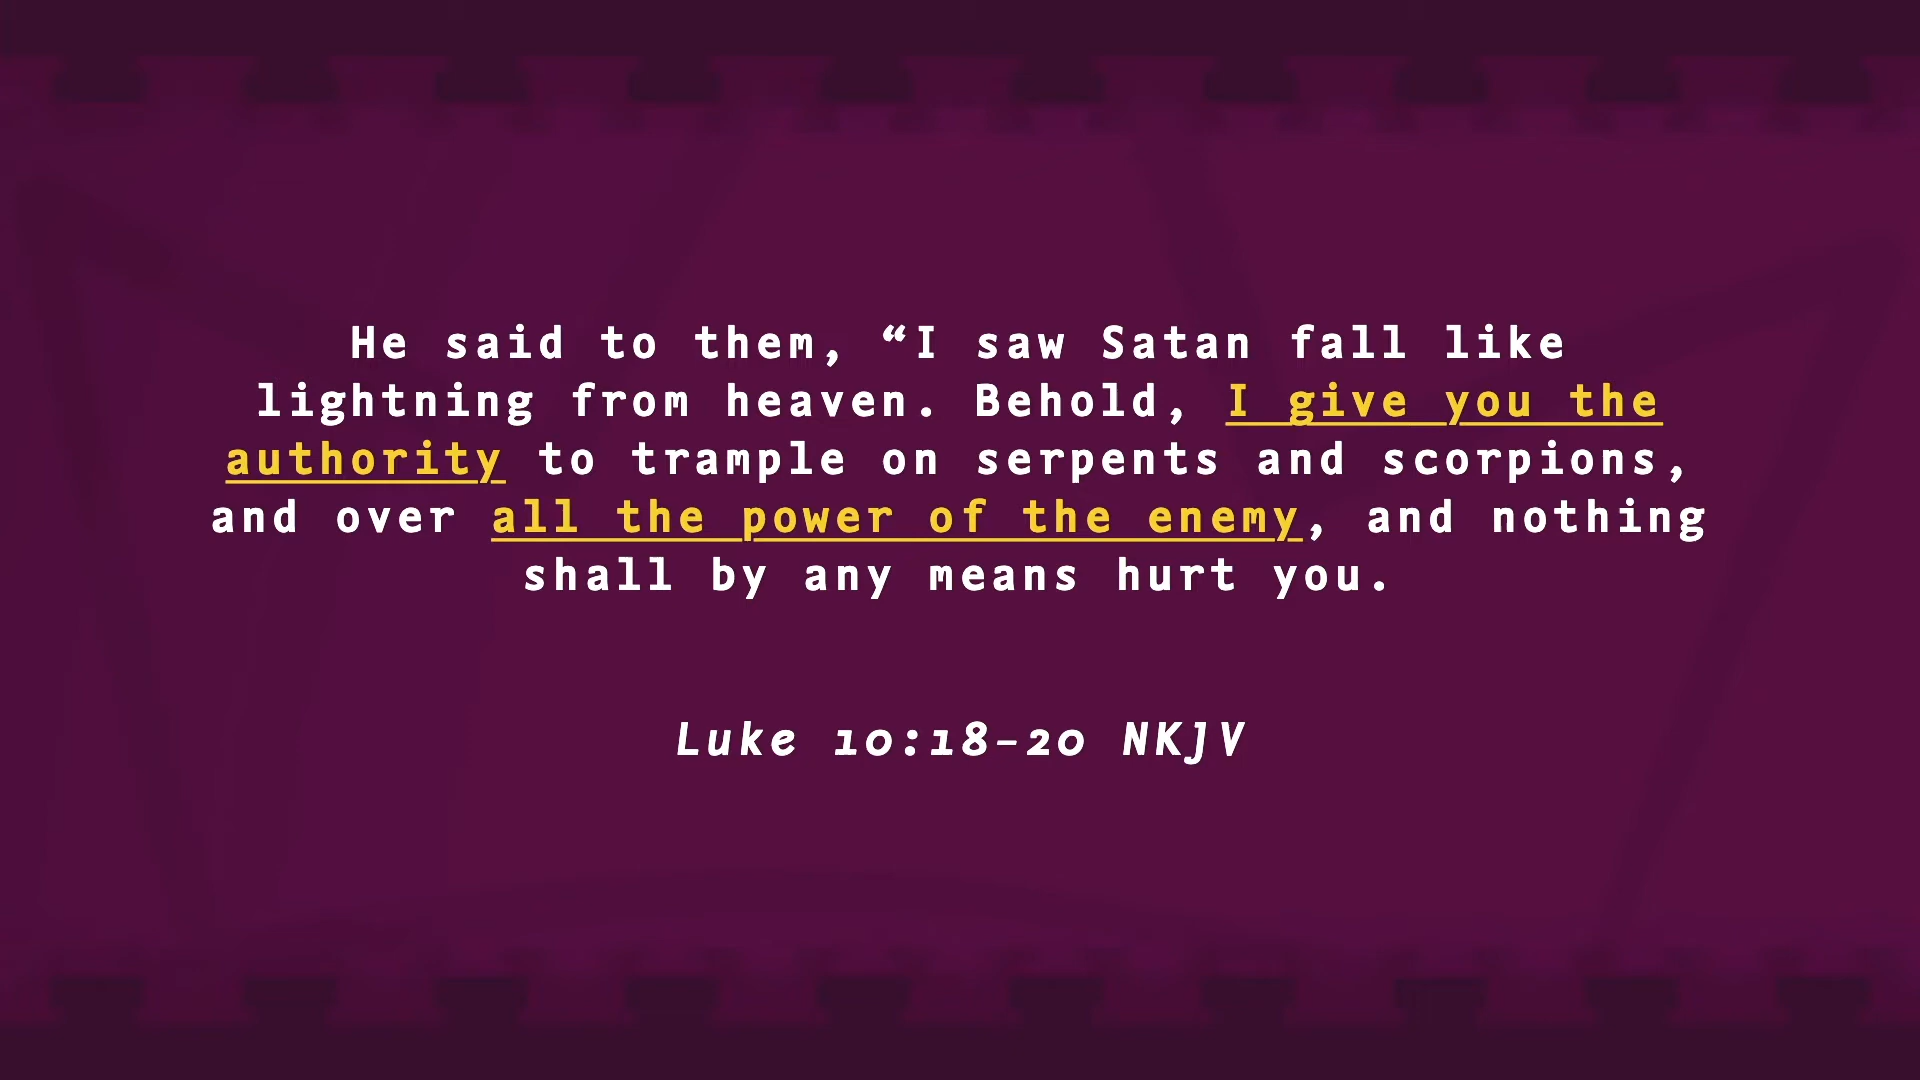 He said to them, “I saw Satan fall like
lightning from heaven. Behold, I give you the
authority to trample on serpents and scorpions,
and over all the power of the enemy, and nothing
shall by any means hurt you.
Luke 10:18-20 NKJV